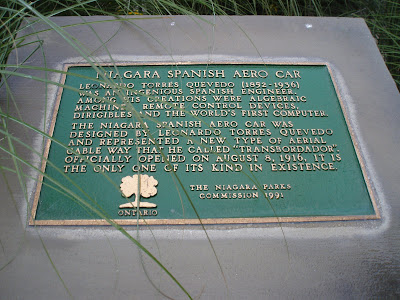 NIAGARA SPANISH AERO CAR
LEONARDO TORRES QUEVEDO (1852-1936)
WAS AN INGENIOUS SPANISH ENGINEER.
AMONG HIS CREATIONS WERE ALGEBRAIC
MACHINES, REMOTE CONTROL DEVICES,
DIRIGIBLES AND THE WORLD'S FIRST COMPUTER.
THE NIAGARA SPANISH AERO CAR WAS
DESIGNED BY LEONARDO TORRES QUEVEDO
AND REPRESENTED A NEW TYPE OF AERIAL
CABLE WAY THAT HE CALLED "TRANSBORDADOR".
OFFICIALLY OPENED ON AUGUST 8, 1916, IT IS
THE ONLY ONE OF ITS KIND IN EXISTENCE.
THE NIAGARA PARKS
COMMISSION 1991
ONTARIO